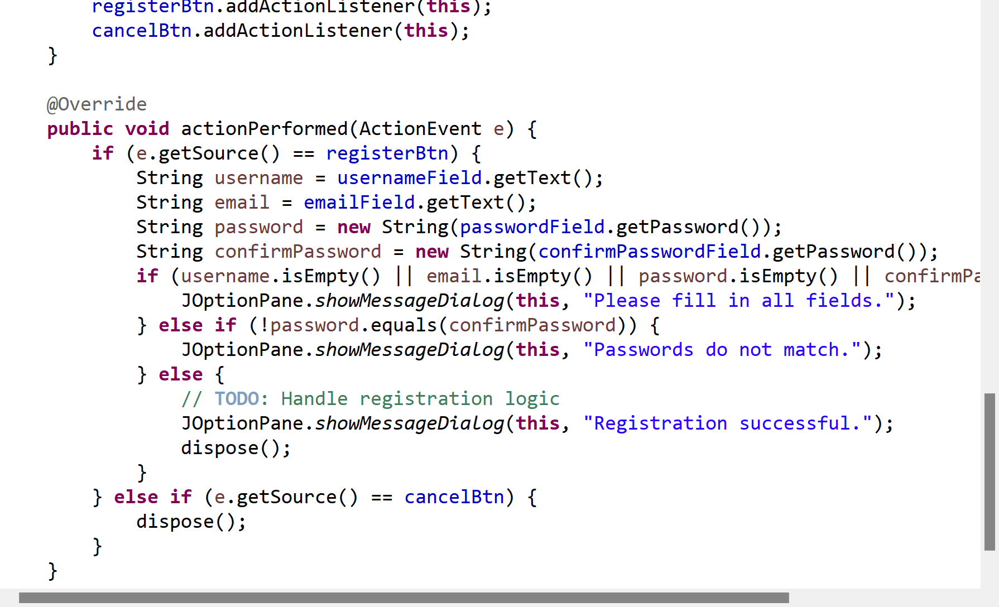 registerBtn.addActionListener(this);
cancelBtn.addActionListener(this);
}
@Override
public void actionPerformed(ActionEvent e) {
if (e.getSource() == registerBtn) {
String username = usernameField.getText();
String email = emailField.getText();
String password = new String(passwordField.getPassword());
String confirmPassword = new String(confirmPasswordField.getPassword());
if (username.isEmpty() || email.isEmpty() || password.isEmpty() || confirmPa
JOptionPane.showMessageDialog(this, "Please fill in all fields.");
} else if (!password.equals(confirmPassword)) {
JOptionPane.showMessageDialog(this, "Passwords do not match.");
} else {
// TODO: Handle registration logic
JOptionPane.showMessageDialog(this, "Registration successful.");
dispose();
}
} else if (e.getSource() == cancelBtn) {
dispose();
}
}